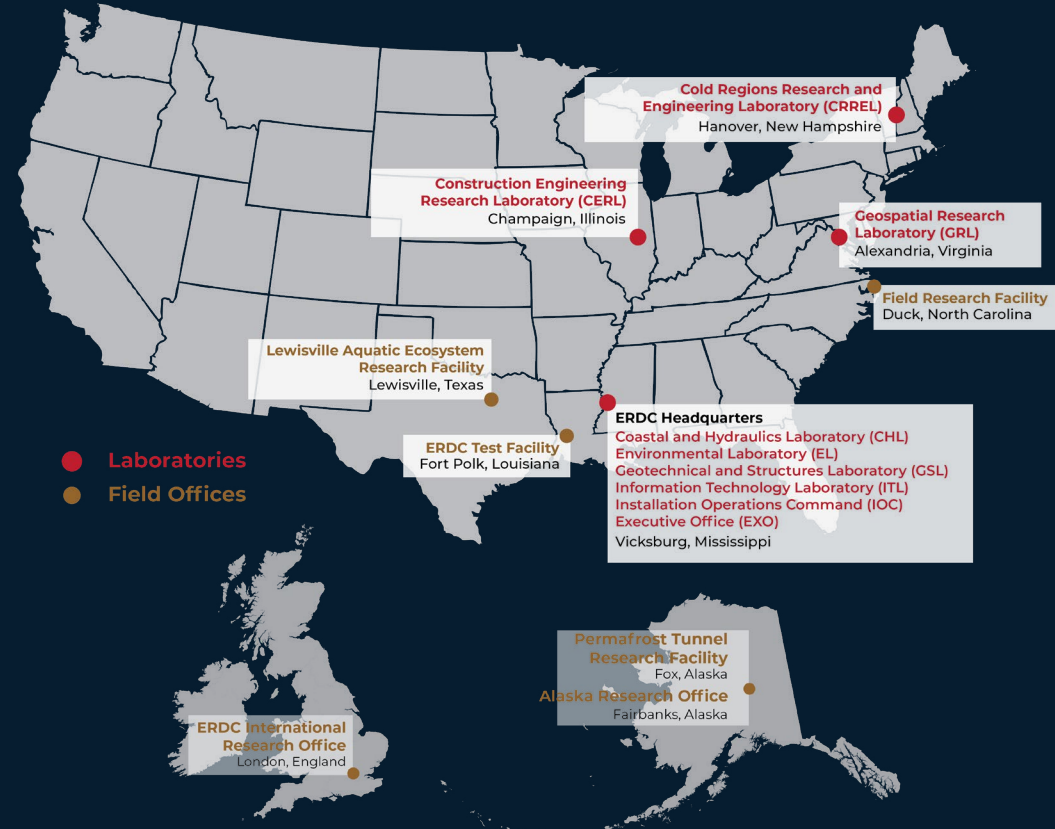 Cold Regions Research and
Engineering Laboratory (CRREL)
Hanover, New Hampshire
Construction Engineering
Research Laboratory (CERL)
Champaign, Illinois
Geospatial Research
Laboratory (GRL)
Alexandria, Virginia
Field Research Facility
Duck, North Carolina
Lewisville Aquatic Ecosystem
Research Facility
Lewisville, Texas
ERDC Test Facility
Fort Polk, Louisiana
ERDC Headquarters
Coastal and Hydraulics Laboratory (CHL)
Environmental Laboratory (EL)
Geotechnical and Structures Laboratory (GSL)
Information Technology Laboratory (ITL)
Installation Operations Command (IOC)
Executive Office (EXO)
Vicksburg, Mississippi
Laboratories
Field Offices
Permafrost Tunnel
Research Facility
Fox, Alaska
Alaska Research Office
Fairbanks, Alaska
ERDC International
Research Office
London, England